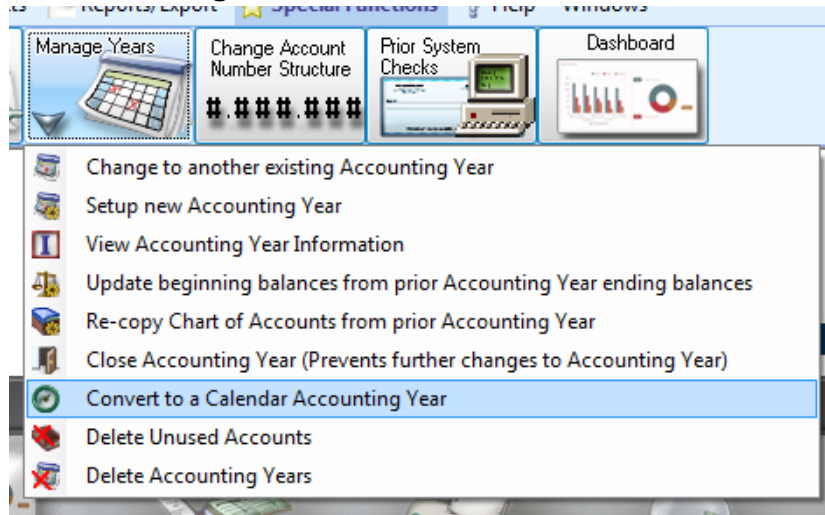 Reports/Export Special Functions Help Windows
Manage Years
Change Account
Number Structure
#.###.###
Prior System
Checks
Dashboard
Change to another existing Accounting Year
Setup new Accounting Year
View Accounting Year Information
Update beginning balances from prior Accounting Year ending balances
Re-copy Chart of Accounts from prior Accounting Year
Close Accounting Year (Prevents further changes to Accounting Year)
Convert to a Calendar Accounting Year
Delete Unused Accounts
Delete Accounting Years